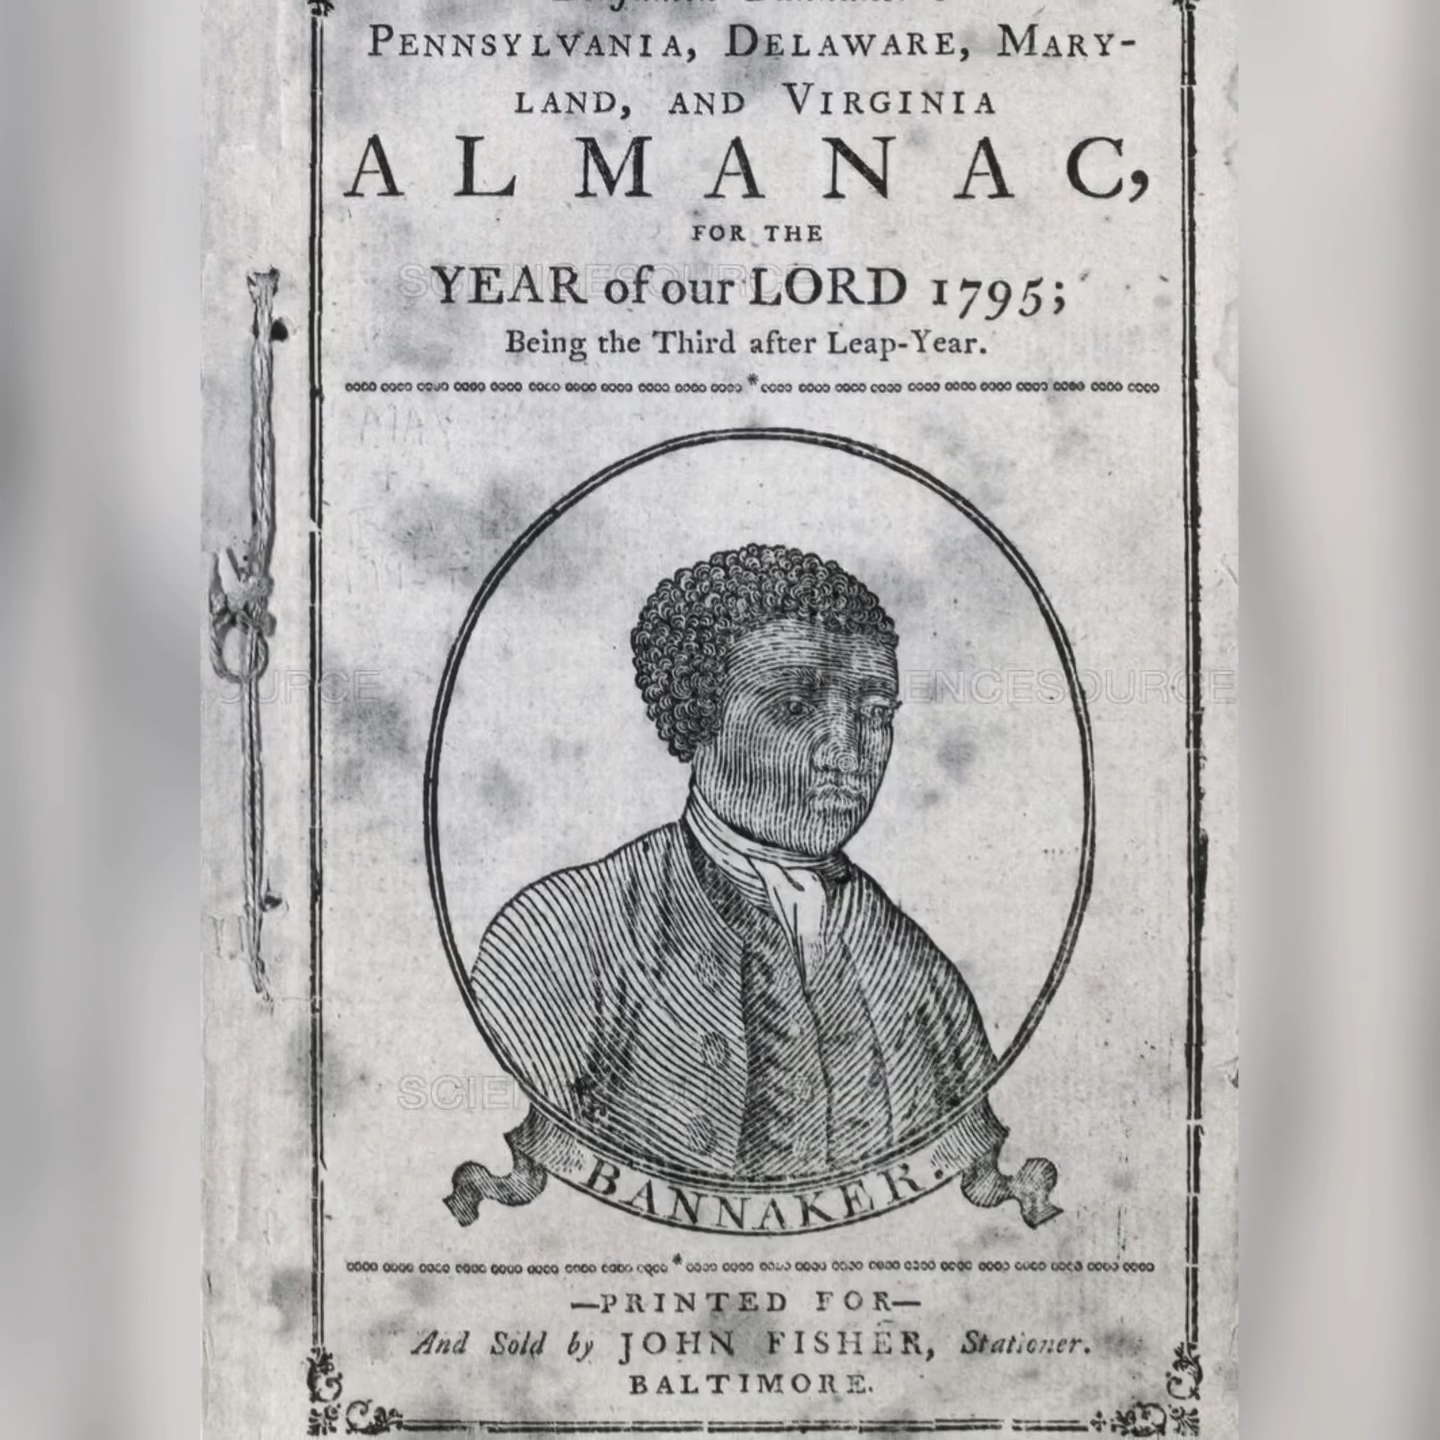 PENNSYLVANIA, DELAWARE, MARY-
LAND, AND VIRGINIA
ALMANAC,
FOR THE
YEAR of our LORD 1795;
Being the Third after Leap-Year.
BANNAKER.
—PRINTED FOR—
And Sold by JOHN FISHER, Stationer.
BALTIMORE.
SCIENCESOURCE